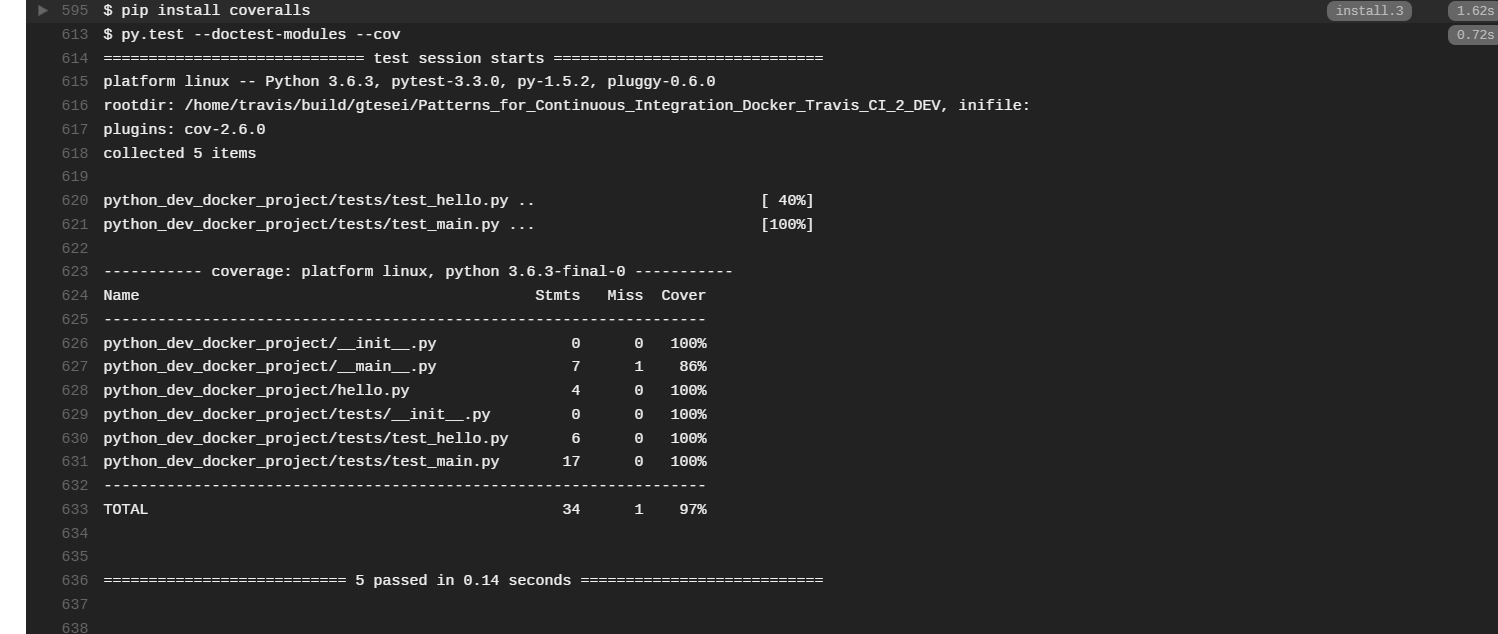 595 $ pip install coveralls install.3 1.62s
613 $ py.test --doctest-modules --cov 0.72s
614 ============================= test session starts ==============================
615 platform linux -- Python 3.6.3, pytest-3.3.0, py-1.5.2, pluggy-0.6.0
616 rootdir: /home/travis/build/gtesei/Patterns_for_Continuous_Integration_Docker_Travis_CI_2_DEV, inifile:
617 plugins: cov-2.6.0
618 collected 5 items
619
620 python_dev_docker_project/tests/test_hello.py .. [ 40%]
621 python_dev_docker_project/tests/test_main.py ... [100%]
622
623 ----------- coverage: platform linux, python 3.6.3-final-0 -----------
624 Name Stmts Miss Cover
625 -------------------------------------------------------------------
626 python_dev_docker_project/__init__.py 0 0 100%
627 python_dev_docker_project/__main__.py 7 1 86%
628 python_dev_docker_project/hello.py 4 0 100%
629 python_dev_docker_project/tests/__init__.py 0 0 100%
630 python_dev_docker_project/tests/test_hello.py 6 0 100%
631 python_dev_docker_project/tests/test_main.py 17 0 100%
632 -------------------------------------------------------------------
633 TOTAL 34 1 97%
634
635
636 =========================== 5 passed in 0.14 seconds ===========================
637
638